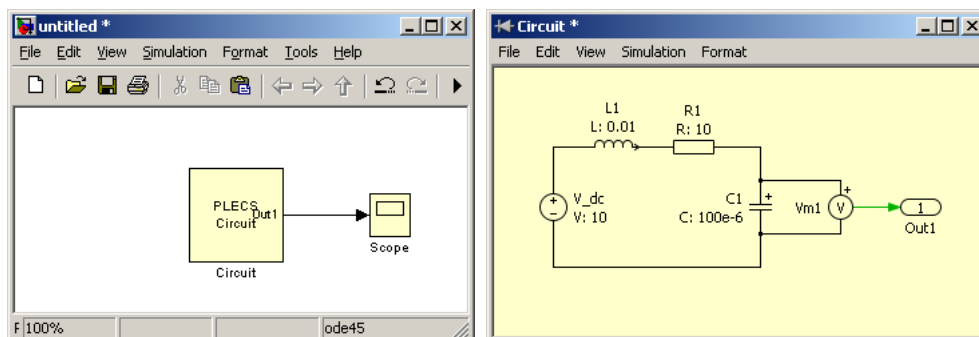 untitled *
File Edit View Simulation Format Tools Help
PLECS
Circuit
Out1
Circuit
Scope
F 100%
ode45
Circuit *
File Edit View Simulation Format
L1
L: 0.01
R1
R: 10
V_dc
V: 10
C1
C: 100e-6
+
Vm1
V
+
1
Out1